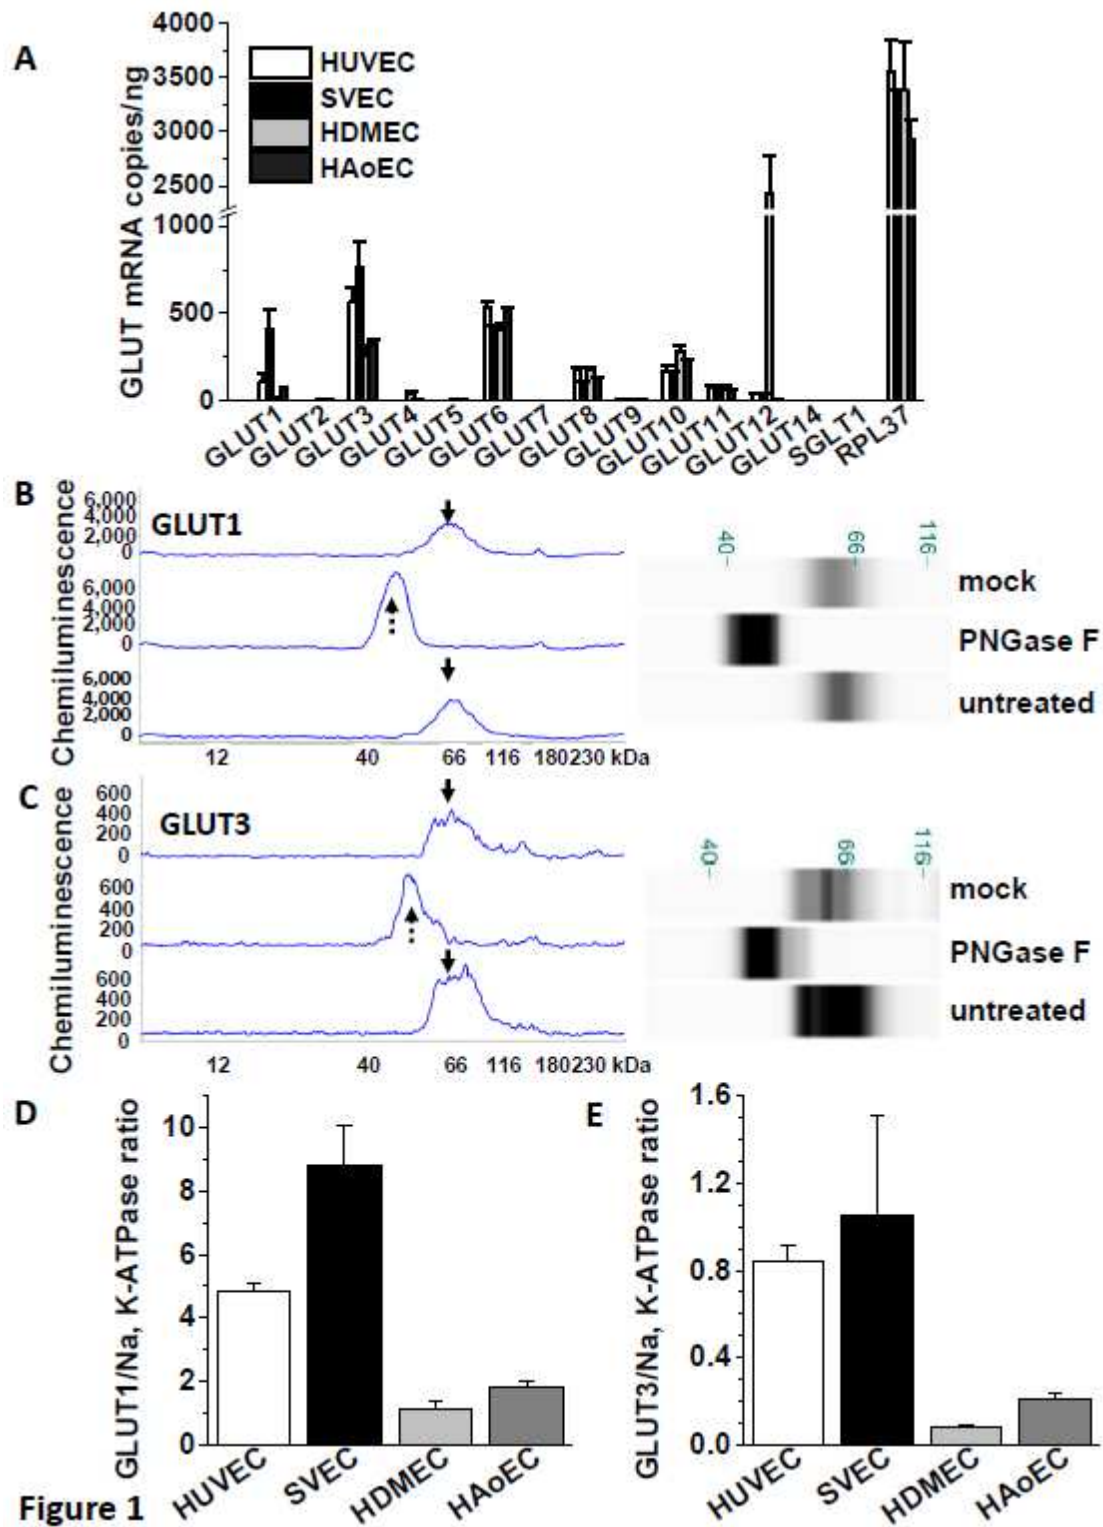 A
GLUT mRNA copies/ng
4000
3500
3000
2500
1000
500
0
HUVEC
SVEC
HDMEC
HAoEC
GLUT1
GLUT2
GLUT3
GLUT4
GLUT5
GLUT6
GLUT7
GLUT8
GLUT9
GLUT10
GLUT11
GLUT12
GLUT14
SGLT1
RPL37
B
Chemiluminescence
GLUT1
6,000
4,000
2,000
0
6,000
4,000
2,000
0
6,000
4,000
2,000
0
12 40 66 116 180 230 kDa
40 66 116
mock
PNGase F
untreated
C
Chemiluminescence
GLUT3
600
400
200
0
600
400
200
0
600
400
200
0
12 40 66 116 180 230 kDa
40 66 116
mock
PNGase F
untreated
D
GLUT1/Na, K-ATPase ratio
10
8
6
4
2
0
HUVEC
SVEC
HDMEC
HAoEC
E
GLUT3/Na, K-ATPase ratio
1.6
1.2
0.8
0.4
0.0
HUVEC
SVEC
HDMEC
HAoEC
Figure 1